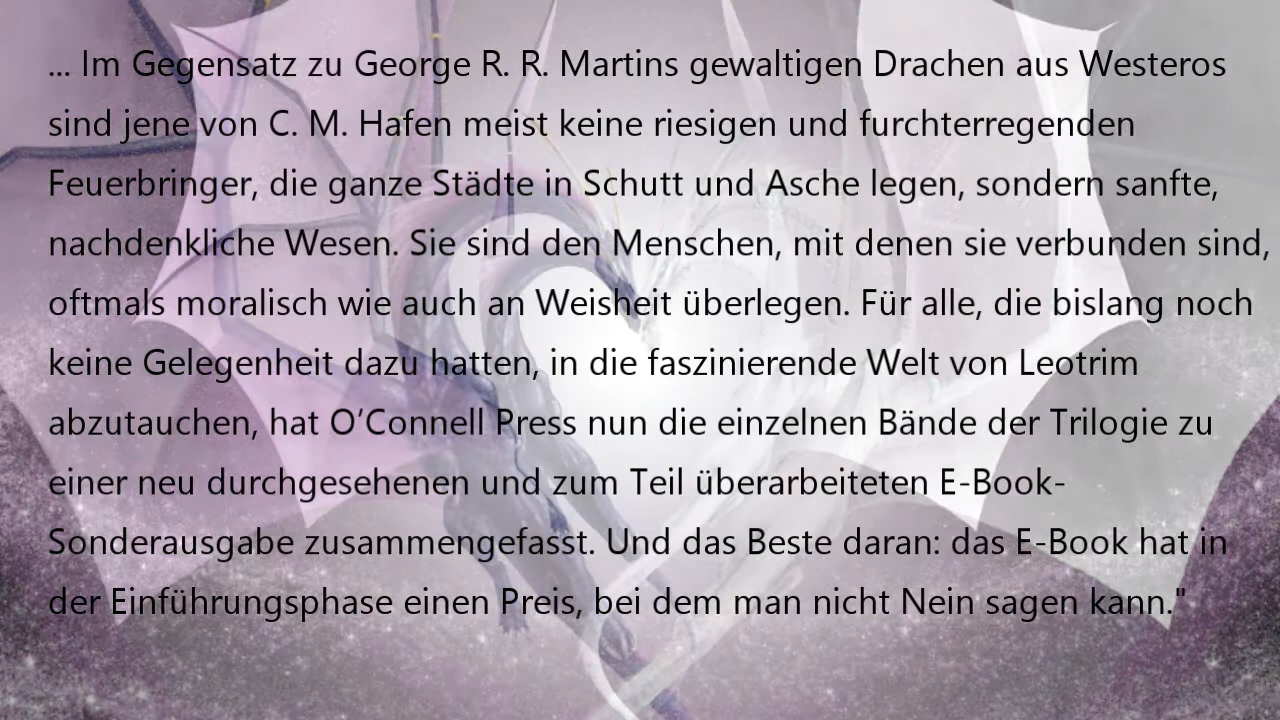 ... Im Gegensatz zu George R. R. Martins gewaltigen Drachen aus Westeros
sind jene von C. M. Hafen meist keine riesigen und furchterregenden
Feuerbringer, die ganze Städte in Schutt und Asche legen, sondern sanfte,
nachdenkliche Wesen. Sie sind den Menschen, mit denen sie verbunden sind,
oftmals moralisch wie auch an Weisheit überlegen. Für alle, die bislang noch
keine Gelegenheit dazu hatten, in die faszinierende Welt von Leotrim
abzutauchen, hat O’Connell Press nun die einzelnen Bände der Trilogie zu
einer neu durchgesehenen und zum Teil überarbeiteten E-Book-
Sonderausgabe zusammengefasst. Und das Beste daran: das E-Book hat in
der Einführungsphase einen Preis, bei dem man nicht Nein sagen kann."